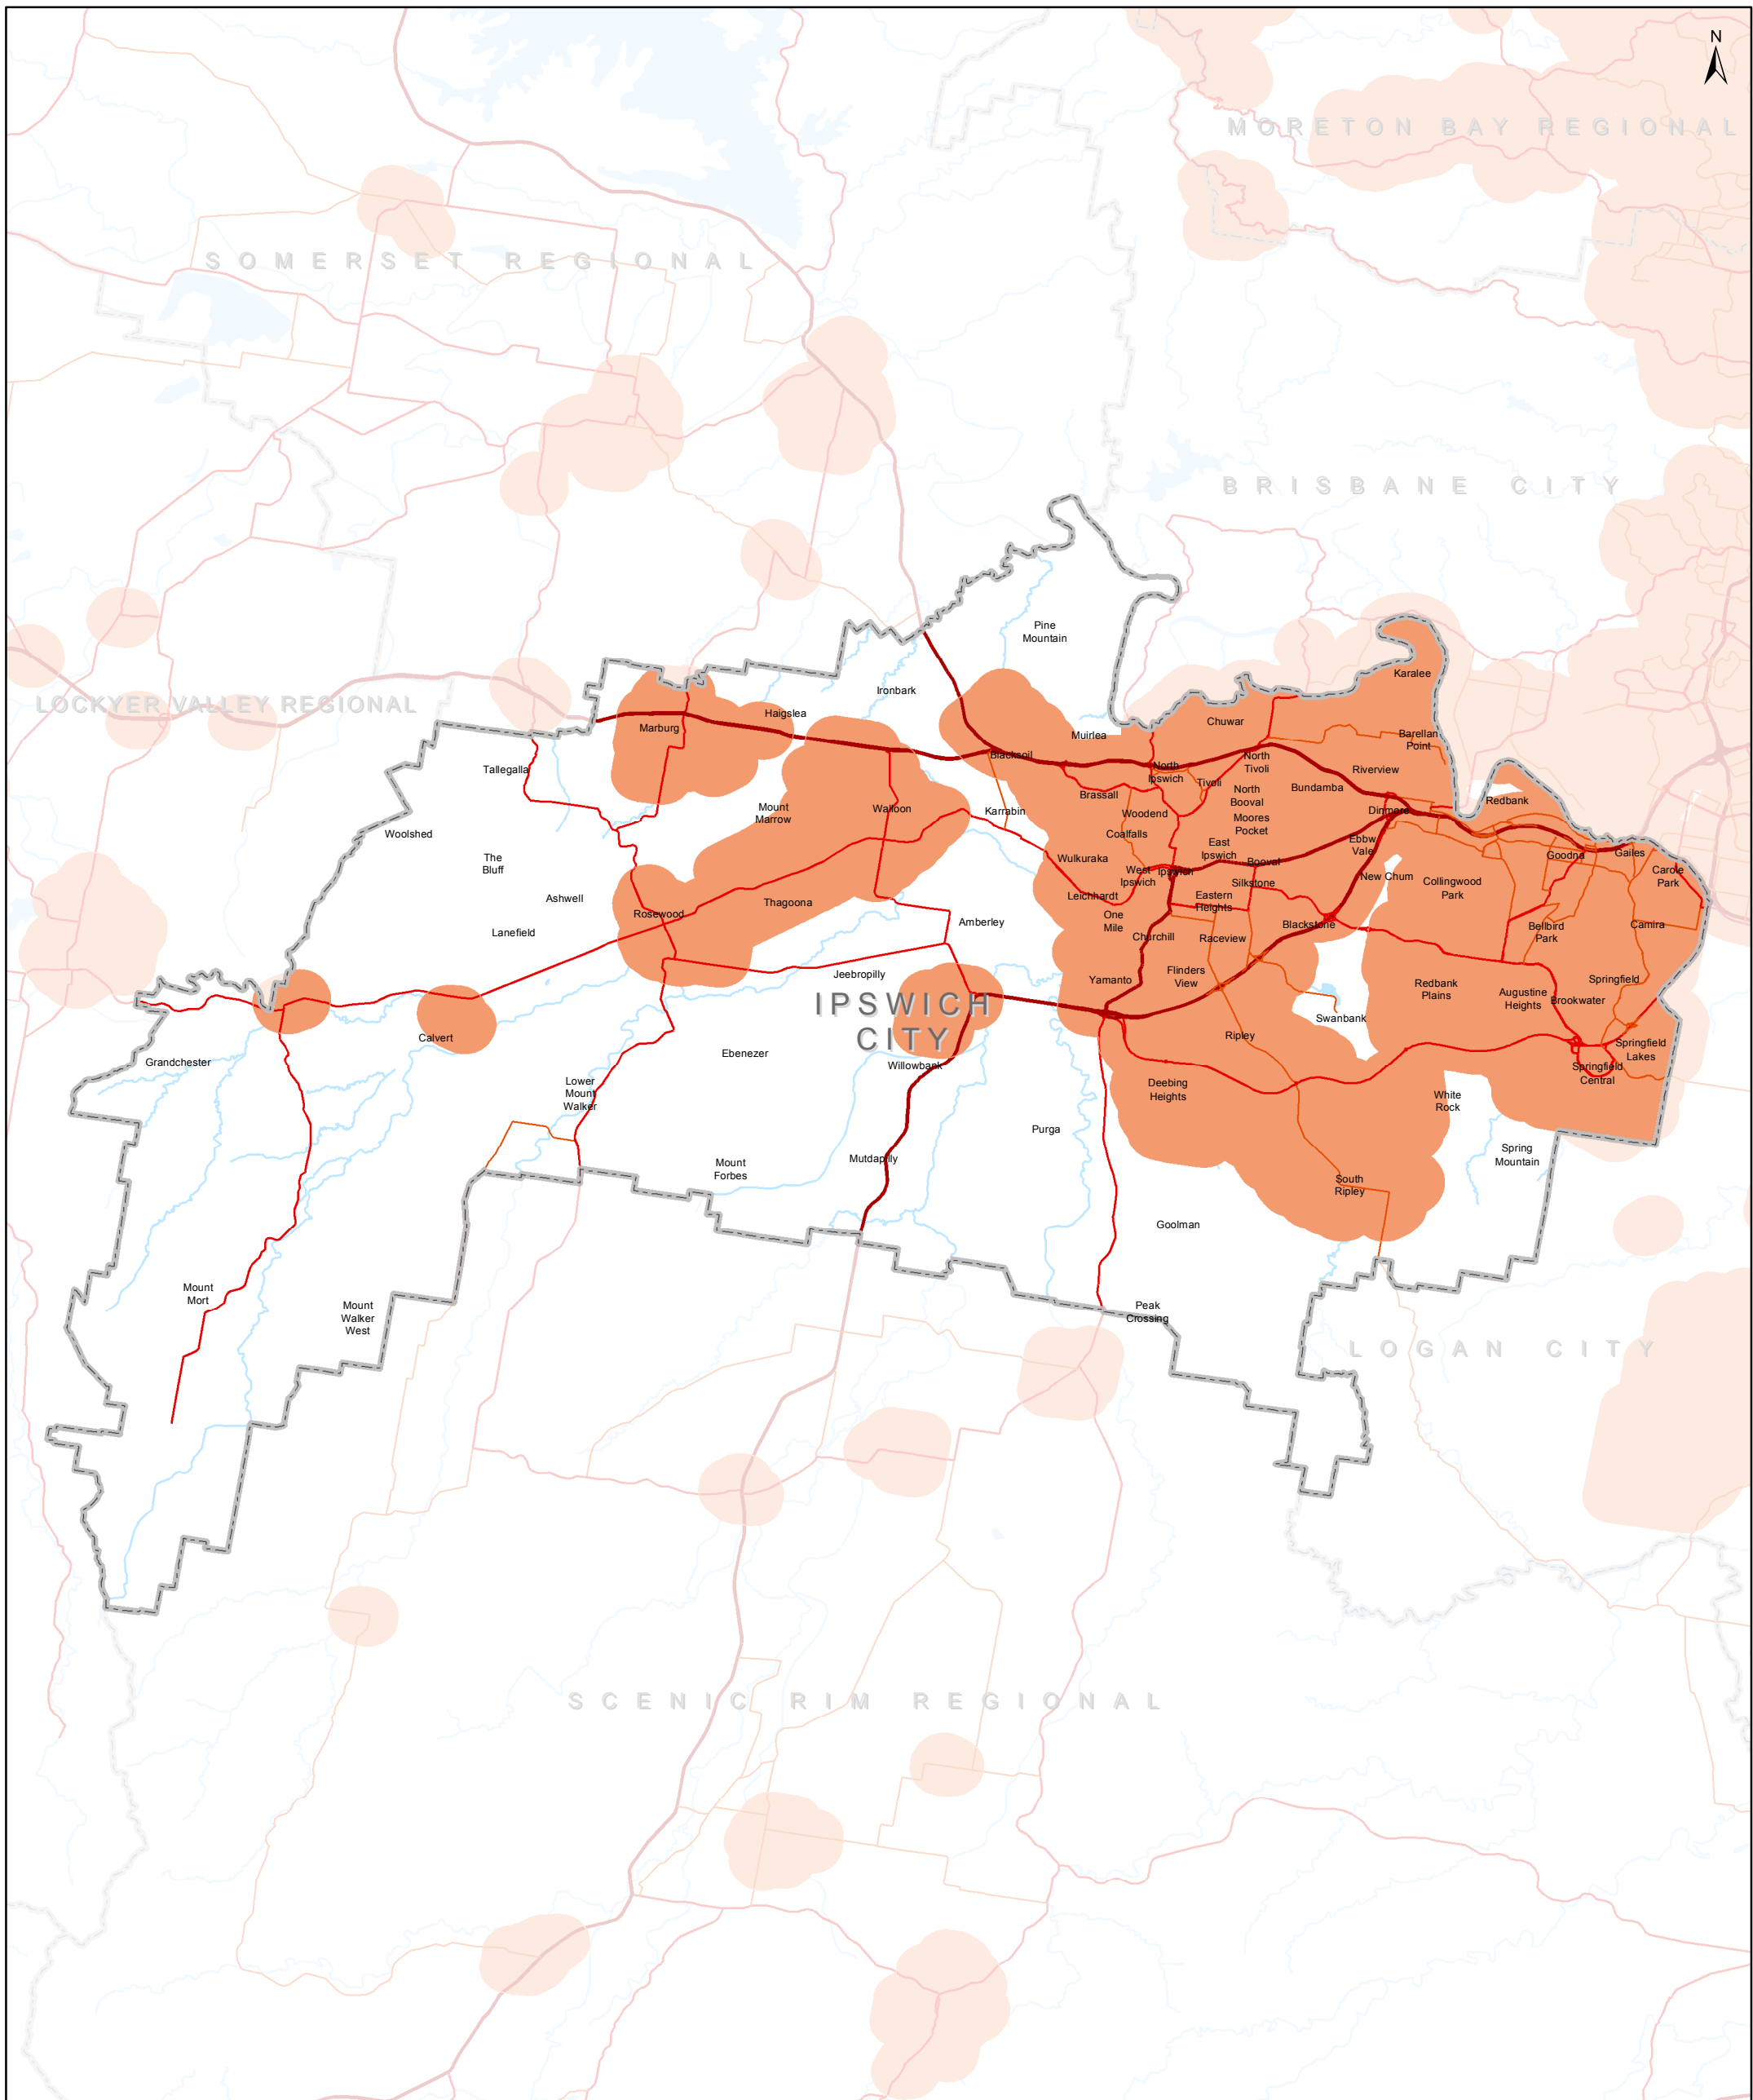 N
MORETON BAY REGIONAL
SOMERSET REGIONAL
BRISBANE CITY
Pine
Mountain
Karalee
Ironbark
LOCKYER VALLEY REGIONAL
Haigslea
Chuwar
Marburg
Muirlea
Barellan
Point
Blacksoil
North
Tivoli
Tallegalla
North
Ipswich
Riverview
Tivoli
Bundamba
Brassall
North
Booval
Redbank
Mount
Marrow
Walloon
Karrabin
Woodend
Dinmore
Moores
Pocket
Woolshed
Coalfalls
Ebbw
Vale
East
Ipswich
Goodna
Gailes
The
Bluff
Wulkuraka
Booval
West
Ipswich
Ipswich
Carole
Park
New Chum
Collingwood
Park
Silkstone
Ashwell
Thagoona
Leichhardt
Eastern
Heights
Rosewood
One
Mile
Amberley
Blackstone
Bellbird
Park
Camira
Lanefield
Churchill
Raceview
Jeebropilly
Yamanto
Flinders
View
Springfield
Redbank
Plains
Augustine
Heights
Brookwater
IPSWICH
CITY
Swanbank
Calvert
Ripley
Springfield
Lakes
Ebenezer
Grandchester
Willowbank
Springfield
Central
Lower
Mount
Walker
Deebing
Heights
White
Rock
Purga
Spring
Mountain
Mutdapilly
Mount
Forbes
South
Ripley
Goolman
Mount
Mort
Mount
Walker
West
Peak
Crossing
LOGAN CITY
SCENIC RIM REGIONAL